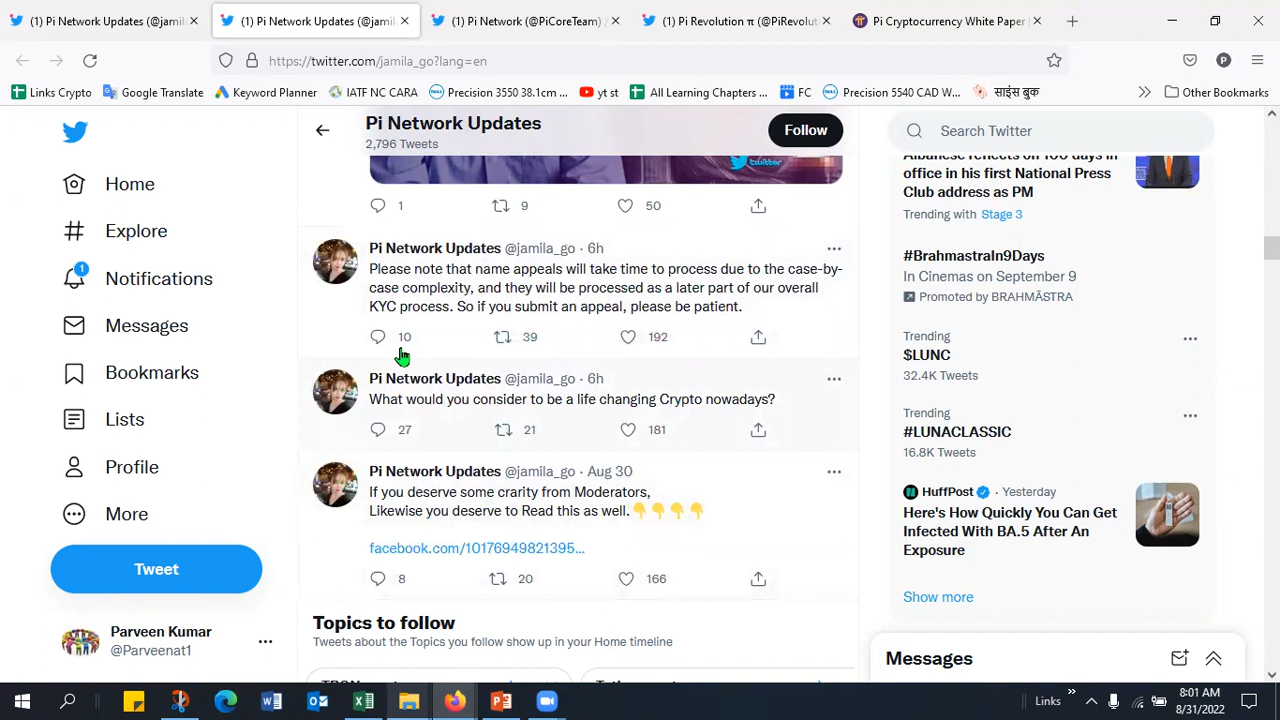 (1) Pi Network Updates (@jamila
(1) Pi Network Updates (@jamil
(1) Pi Network (@PiCoreTeam) /
(1) Pi Revolution π (@PiRevolut
Pi Cryptocurrency White Paper
https://twitter.com/jamila_go?lang=en
P
Links Crypto
Google Translate
Keyword Planner
IATF NC CARA
Precision 3550 38.1cm ...
yt st
All Learning Chapters ...
FC
Precision 5540 CAD W...
साइंस बुक
Other Bookmarks
Home
Explore
1
Notifications
Messages
Bookmarks
Lists
Profile
More
Tweet
Parveen Kumar
@Parveenat1
Pi Network Updates
2,796 Tweets
Follow
twitter
1 9 50
Pi Network Updates @jamila_go · 6h
Please note that name appeals will take time to process due to the case-by-
case complexity, and they will be processed as a later part of our overall
KYC process. So if you submit an appeal, please be patient.
10 39 192
Pi Network Updates @jamila_go · 6h
What would you consider to be a life changing Crypto nowadays?
27 21 181
Pi Network Updates @jamila_go · Aug 30
If you deserve some crarity from Moderators,
Likewise you deserve to Read this as well.👇👇👇👇
facebook.com/10176949821395...
8 20 166
Topics to follow
Tweets about the Topics you follow show up in your Home timeline
Search Twitter
Albanese reflects on 100 days in
office in his first National Press
Club address as PM
Trending with Stage 3
#BrahmastraIn9Days
In Cinemas on September 9
Promoted by BRAHMĀSTRA
Trending
$LUNC
32.4K Tweets
Trending
#LUNACLASSIC
16.8K Tweets
HuffPost · Yesterday
Here's How Quickly You Can Get
Infected With BA.5 After An
Exposure
Show more
Messages
Links
8:01 AM
8/31/2022